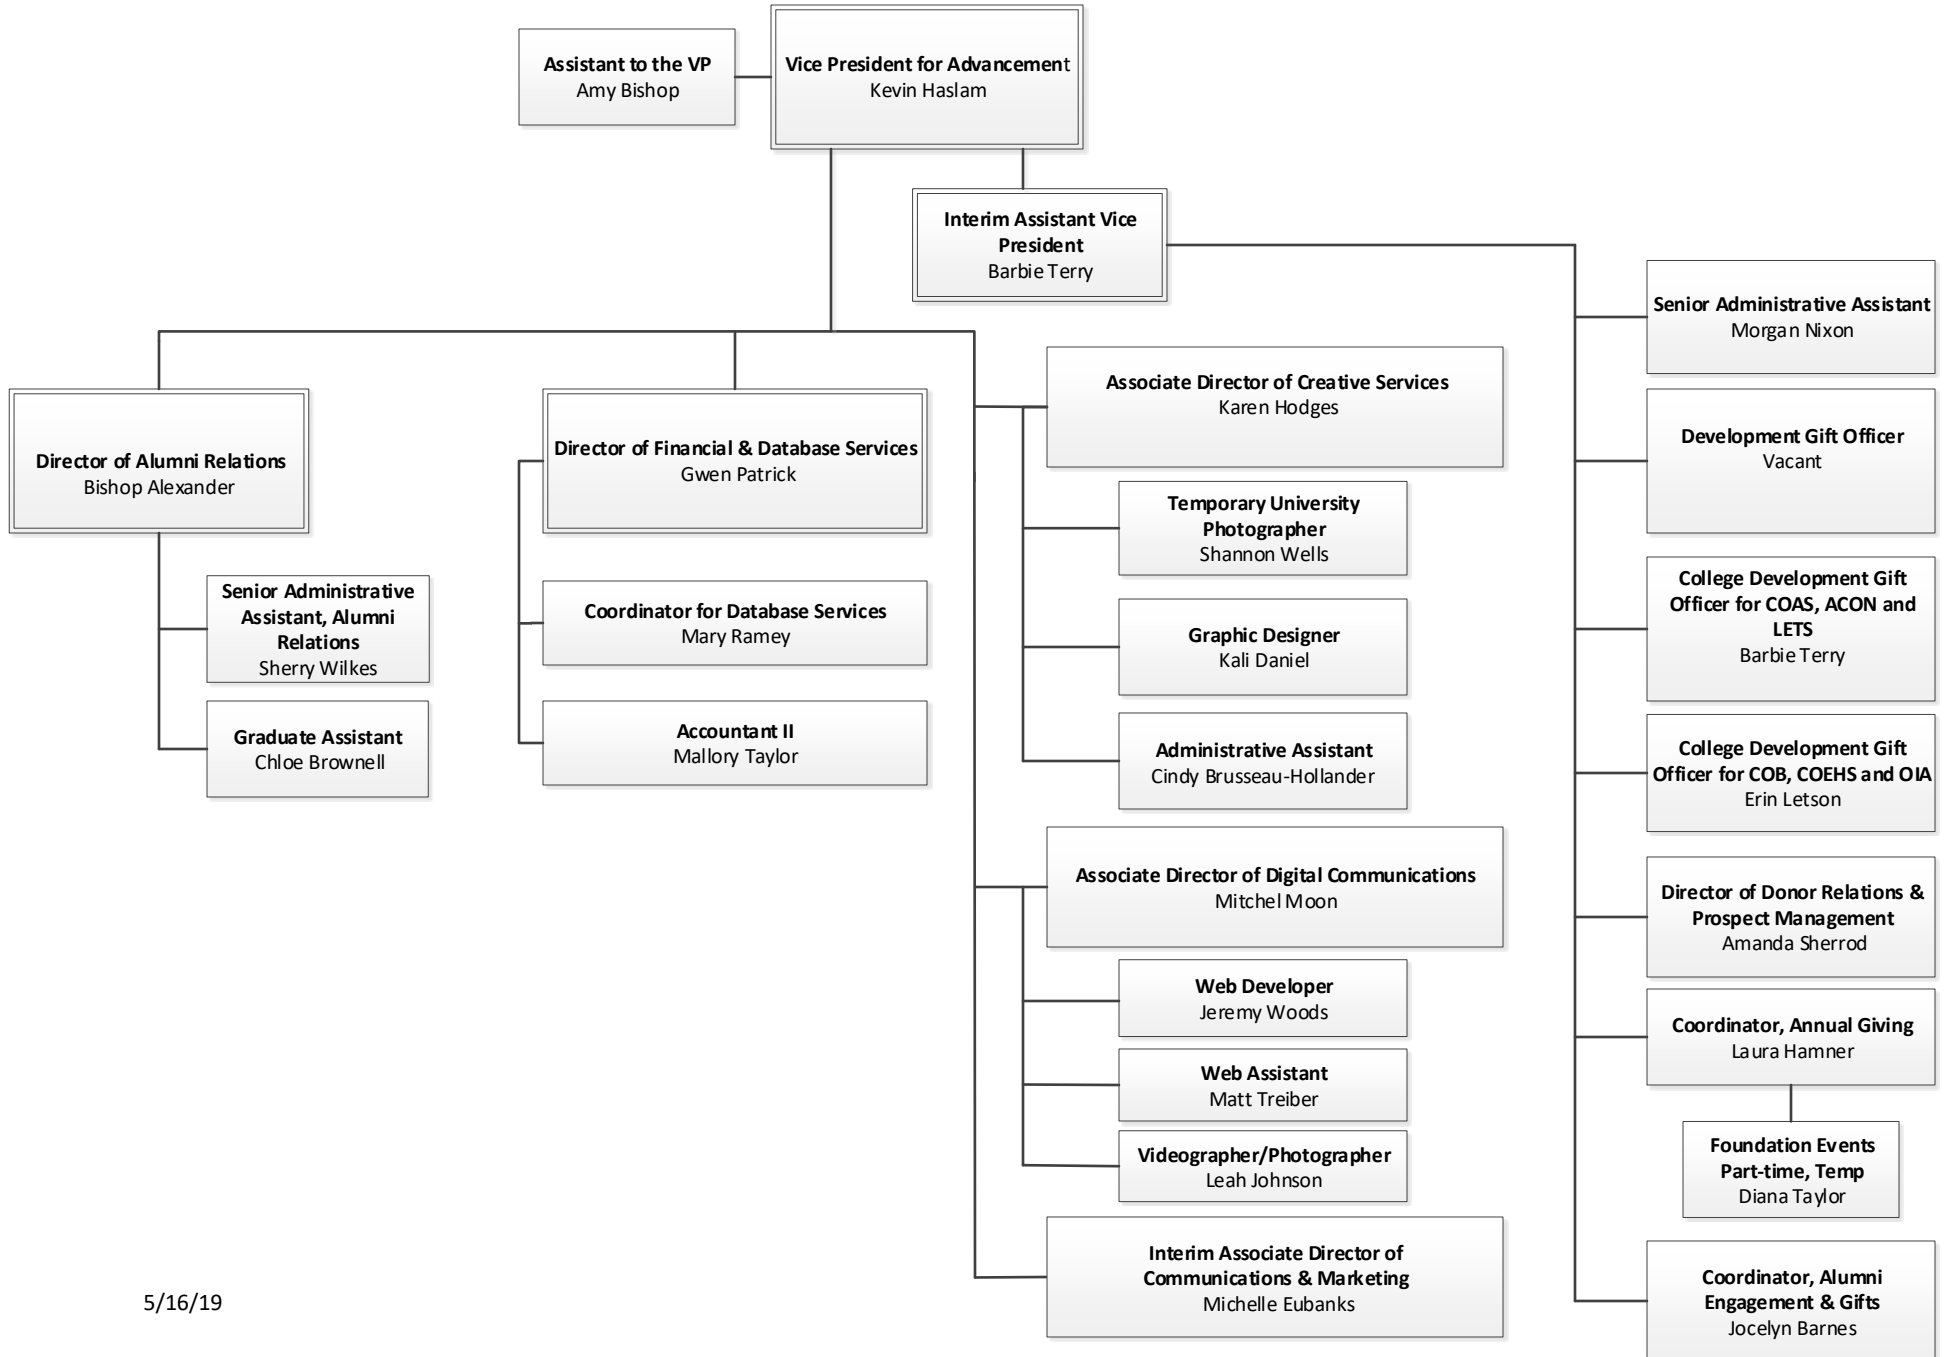 Assistant to the VP
Amy Bishop
Vice President for Advancement
Kevin Haslam
Interim Assistant Vice
President
Barbie Terry
Director of Alumni Relations
Bishop Alexander
Senior Administrative
Assistant, Alumni
Relations
Sherry Wilkes
Graduate Assistant
Chloe Brownell
Director of Financial & Database Services
Gwen Patrick
Coordinator for Database Services
Mary Ramey
Accountant II
Mallory Taylor
Associate Director of Creative Services
Karen Hodges
Temporary University
Photographer
Shannon Wells
Graphic Designer
Kali Daniel
Administrative Assistant
Cindy Brusseau-Hollander
Associate Director of Digital Communications
Mitchel Moon
Web Developer
Jeremy Woods
Web Assistant
Matt Treiber
Videographer/Photographer
Leah Johnson
Interim Associate Director of
Communications & Marketing
Michelle Eubanks
Senior Administrative Assistant
Morgan Nixon
Development Gift Officer
Vacant
College Development Gift
Officer for COAS, ACON and
LETS
Barbie Terry
College Development Gift
Officer for COB, COEHS and OIA
Erin Letson
Director of Donor Relations &
Prospect Management
Amanda Sherrod
Coordinator, Annual Giving
Laura Hamner
Foundation Events
Part-time, Temp
Diana Taylor
Coordinator, Alumni
Engagement & Gifts
Jocelyn Barnes
5/16/19